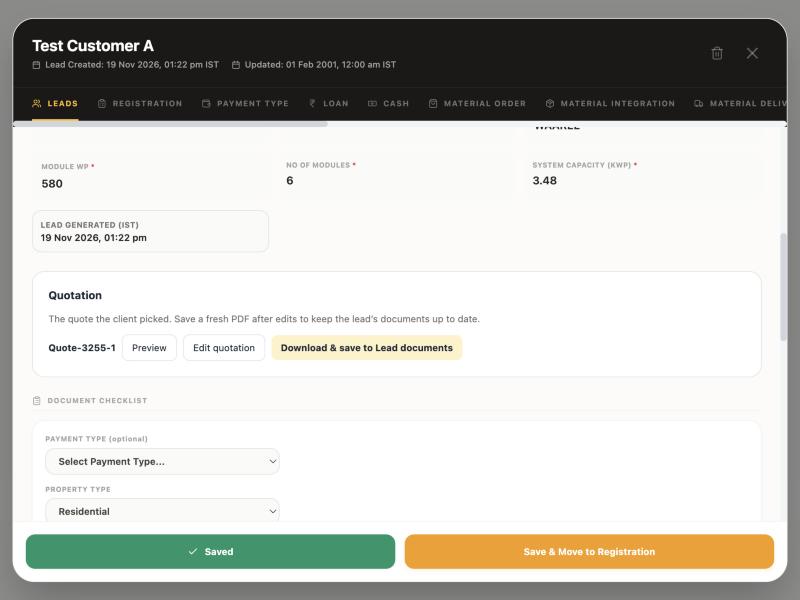 Test Customer A
Lead Created: 19 Nov 2026, 01:22 pm IST Updated: 01 Feb 2001, 12:00 am IST
LEADS REGISTRATION PAYMENT TYPE LOAN CASH MATERIAL ORDER MATERIAL INTEGRATION MATERIAL DELIV
WAAREE
MODULE WP * NO OF MODULES * SYSTEM CAPACITY (KWP) *
580 6 3.48
LEAD GENERATED (IST)
19 Nov 2026, 01:22 pm
Quotation
The quote the client picked. Save a fresh PDF after edits to keep the lead's documents up to date.
Quote-3255-1 Preview Edit quotation Download & save to Lead documents
DOCUMENT CHECKLIST
PAYMENT TYPE (optional)
Select Payment Type...
PROPERTY TYPE
Residential
Saved Save & Move to Registration